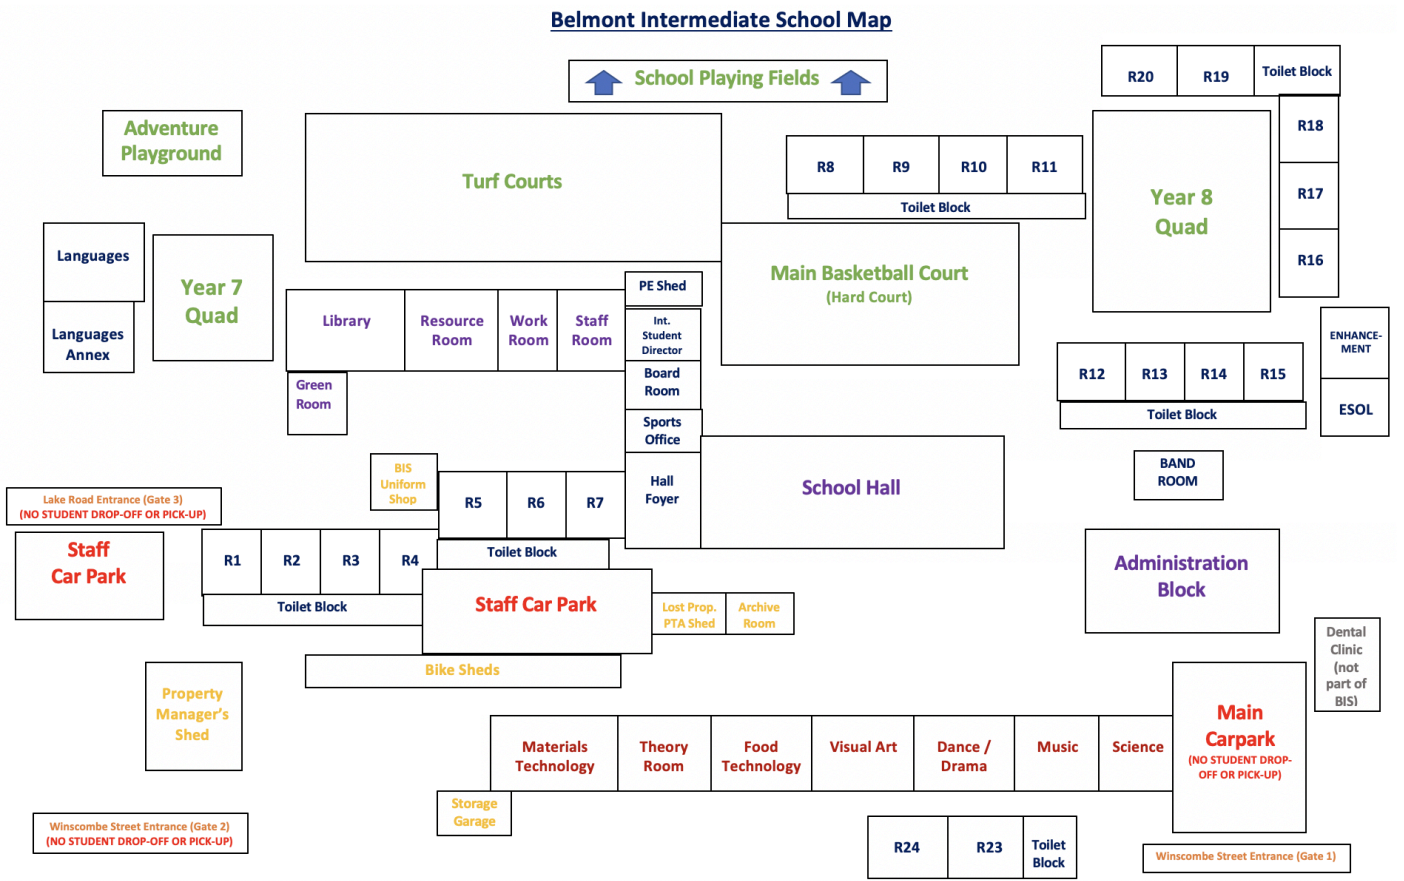 Belmont Intermediate School Map
School Playing Fields
R20
R19
Toilet Block
Adventure
Playground
Turf Courts
R8
R9
R10
R11
Toilet Block
R18
R17
R16
Year 8
Quad
Languages
Languages
Annex
Year 7
Quad
Main Basketball Court
(Hard Court)
Library
Resource
Room
Work
Room
Staff
Room
PE Shed
Int.
Student
Director
Board
Room
Sports
Office
Hall
Foyer
Green
Room
R12
R13
R14
R15
Toilet Block
ENHANCE-
MENT
ESOL
BIS
Uniform
Shop
R5
R6
R7
Toilet Block
School Hall
BAND
ROOM
Lake Road Entrance (Gate 3)
(NO STUDENT DROP-OFF OR PICK-UP)
Staff
Car Park
R1
R2
R3
R4
Toilet Block
Staff Car Park
Lost Prop.
PTA Shed
Archive
Room
Administration
Block
Bike Sheds
Dental
Clinic
(not
part of
BIS)
Property
Manager's
Shed
Materials
Technology
Theory
Room
Food
Technology
Visual Art
Dance /
Drama
Music
Science
Main
Carpark
(NO STUDENT DROP-
OFF OR PICK-UP)
Storage
Garage
Winscombe Street Entrance (Gate 2)
(NO STUDENT DROP-OFF OR PICK-UP)
R24
R23
Toilet
Block
Winscombe Street Entrance (Gate 1)